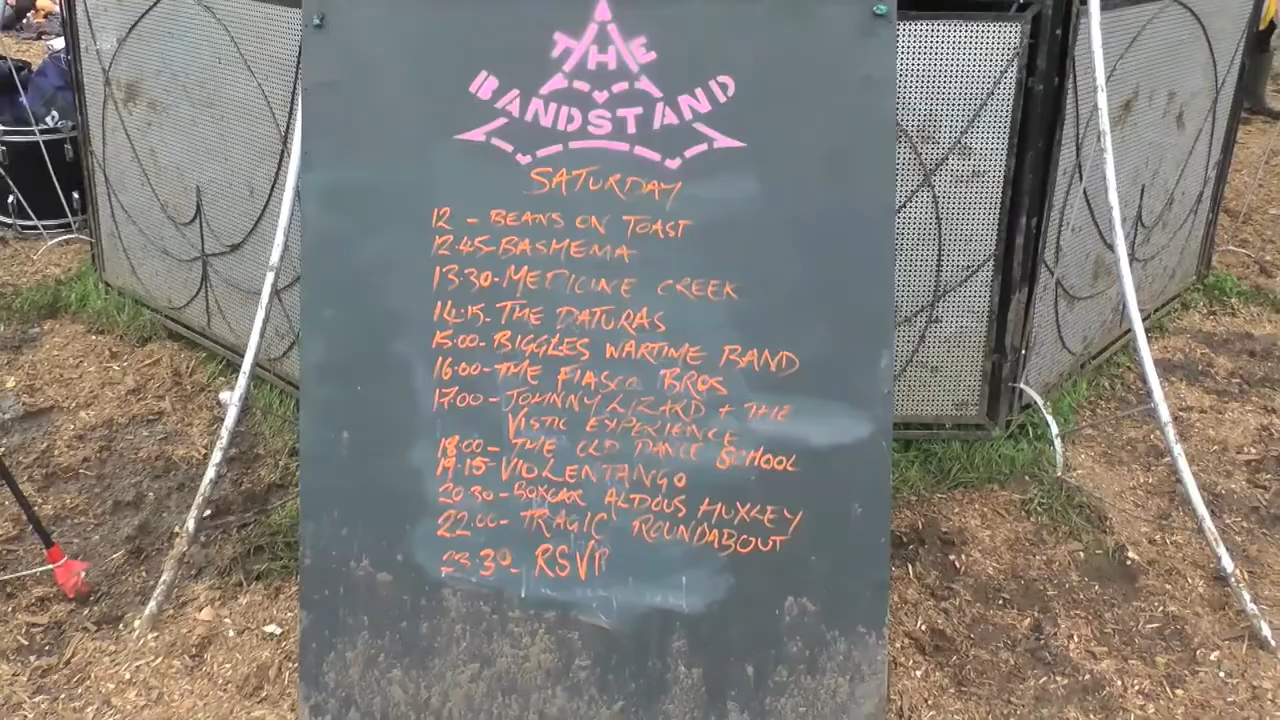 THE
BANDSTAND
SATURDAY
12 - BEANS ON TOAST
12.45-BASHEMA
13.30-MEDICINE CREEK
14.15-THE DATURAS
15.00-BIGGLES WARTIME BAND
16.00-THE FIASCO BROS
17.00-JOHNNY LIZARD + THE
VISTIC EXPERIENCE
18.00-THE OLD DANCE SCHOOL
19.15-VIOLENTANGO
20.30-BOXCAR ALDOUS HUXLEY
22.00-TRAGIC ROUNDABOUT
23.30-RSVP